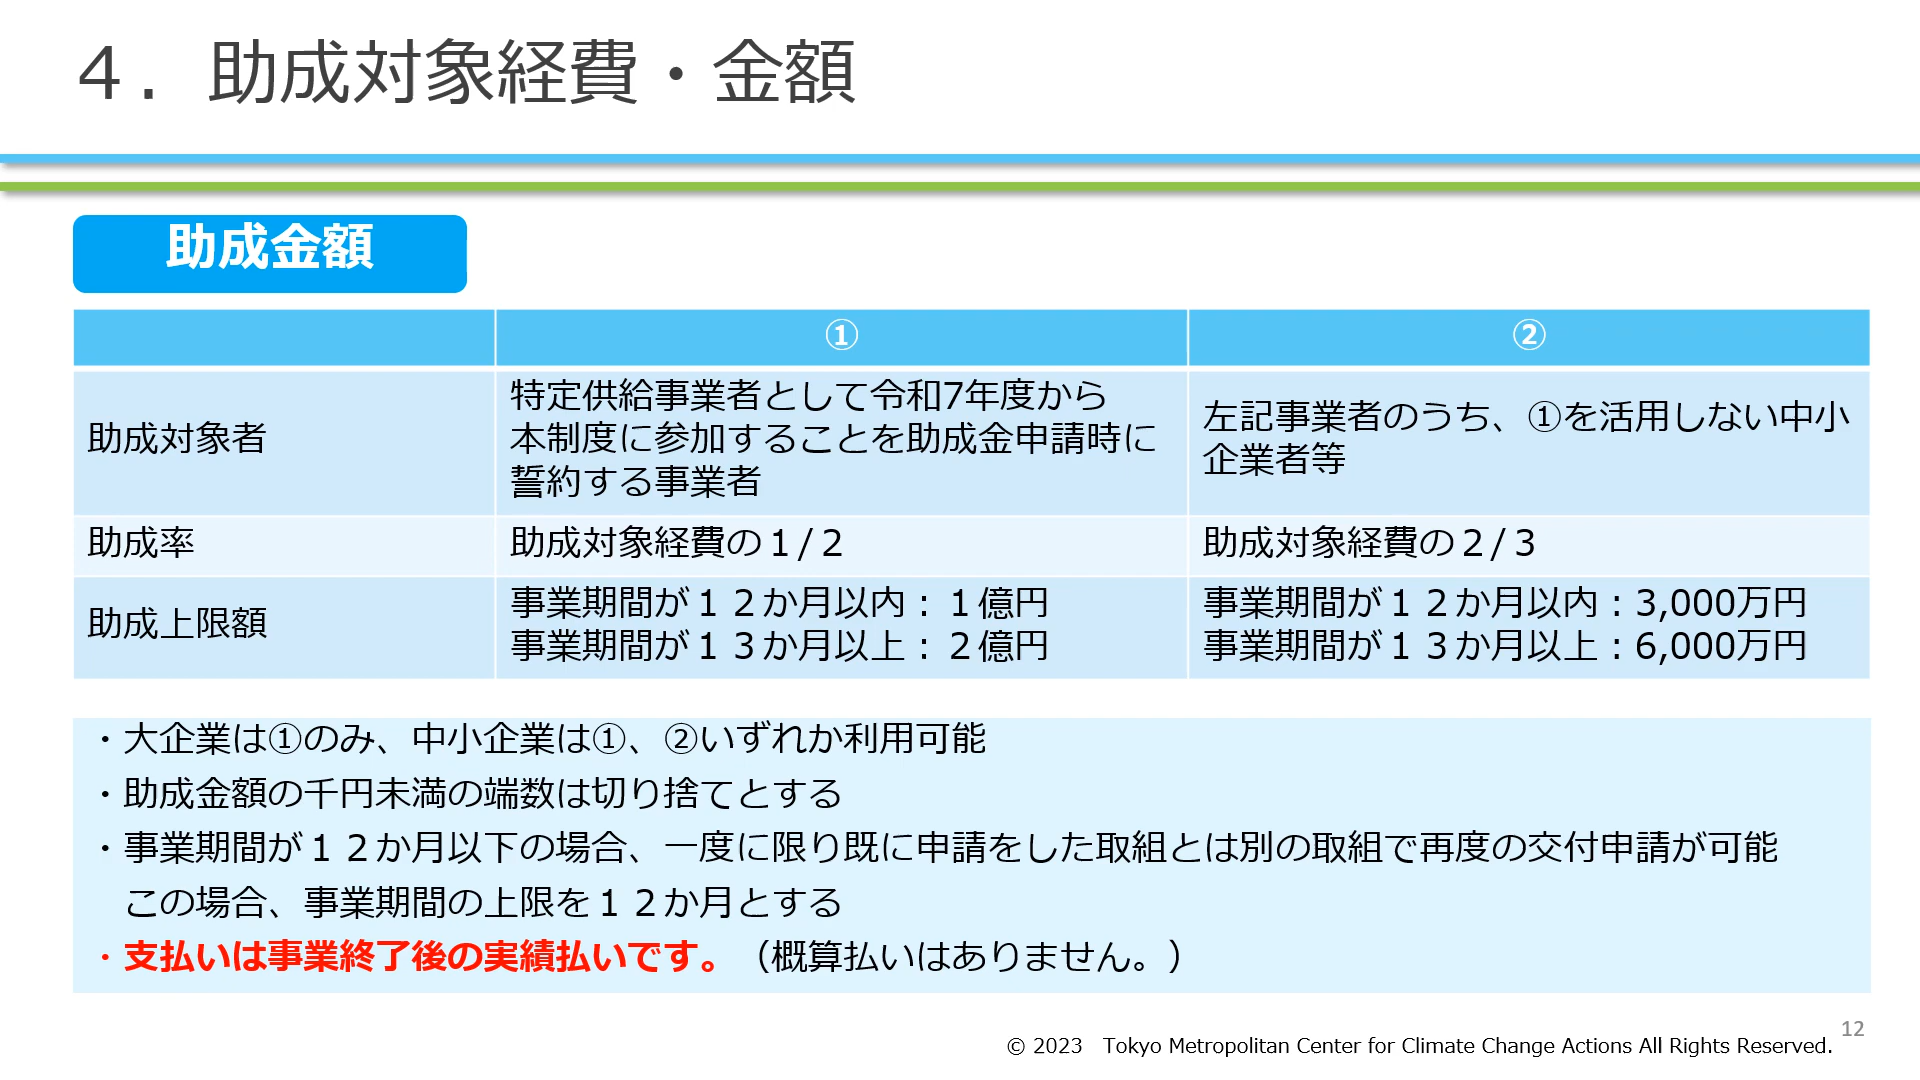 ４．助成対象経費・金額
助成金額
①
②
助成対象者
特定供給事業者として令和7年度から
本制度に参加することを助成金申請時に
誓約する事業者
左記事業者のうち、①を活用しない中小
企業者等
助成率
助成対象経費の１/２
助成対象経費の２/３
助成上限額
事業期間が１２か月以内：１億円
事業期間が１３か月以上：２億円
事業期間が１２か月以内：3,000万円
事業期間が１３か月以上：6,000万円
・大企業は①のみ、中小企業は①、②いずれか利用可能
・助成金額の千円未満の端数は切り捨てとする
・事業期間が１２か月以下の場合、一度に限り既に申請をした取組とは別の取組で再度の交付申請が可能
この場合、事業期間の上限を１２か月とする
・支払いは事業終了後の実績払いです。（概算払いはありません。）
12
© 2023　Tokyo Metropolitan Center for Climate Change Actions All Rights Reserved.